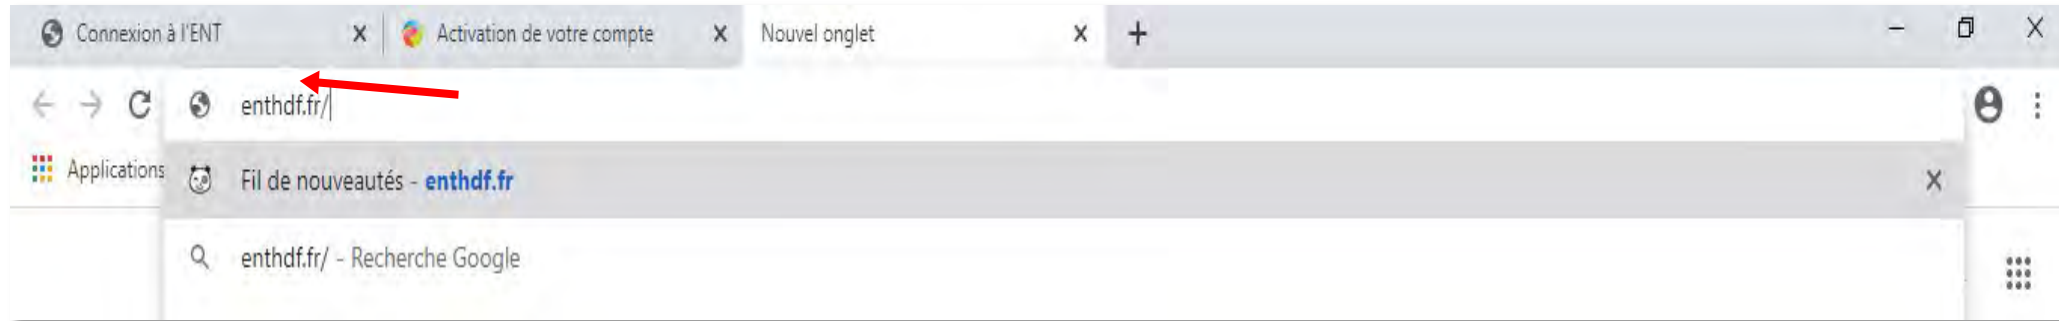 Connexion à l'ENT
Activation de votre compte
Nouvel onglet
enthdf.fr/
Applications
Fil de nouveautés - enthdf.fr
enthdf.fr/ - Recherche Google